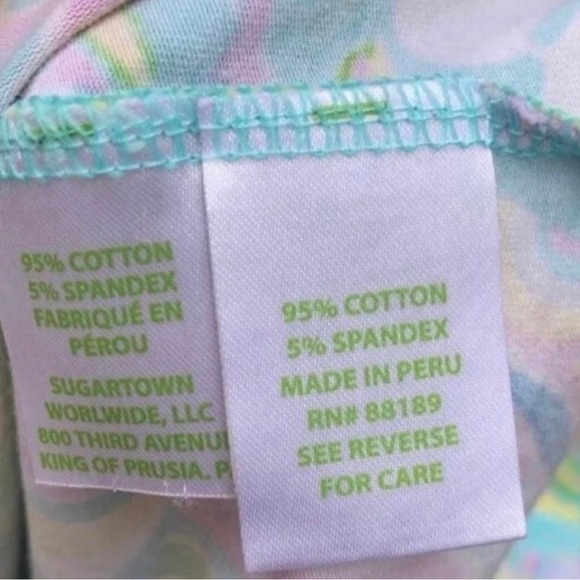 95% COTTON
5% SPANDEX
FABRIQUÉ EN
PÉROU
SUGARTOWN
WORLWIDE, LLC
800 THIRD AVENU
KING OF PRUSIA. P
95% COTTON
5% SPANDEX
MADE IN PERU
RN# 88189
SEE REVERSE
FOR CARE